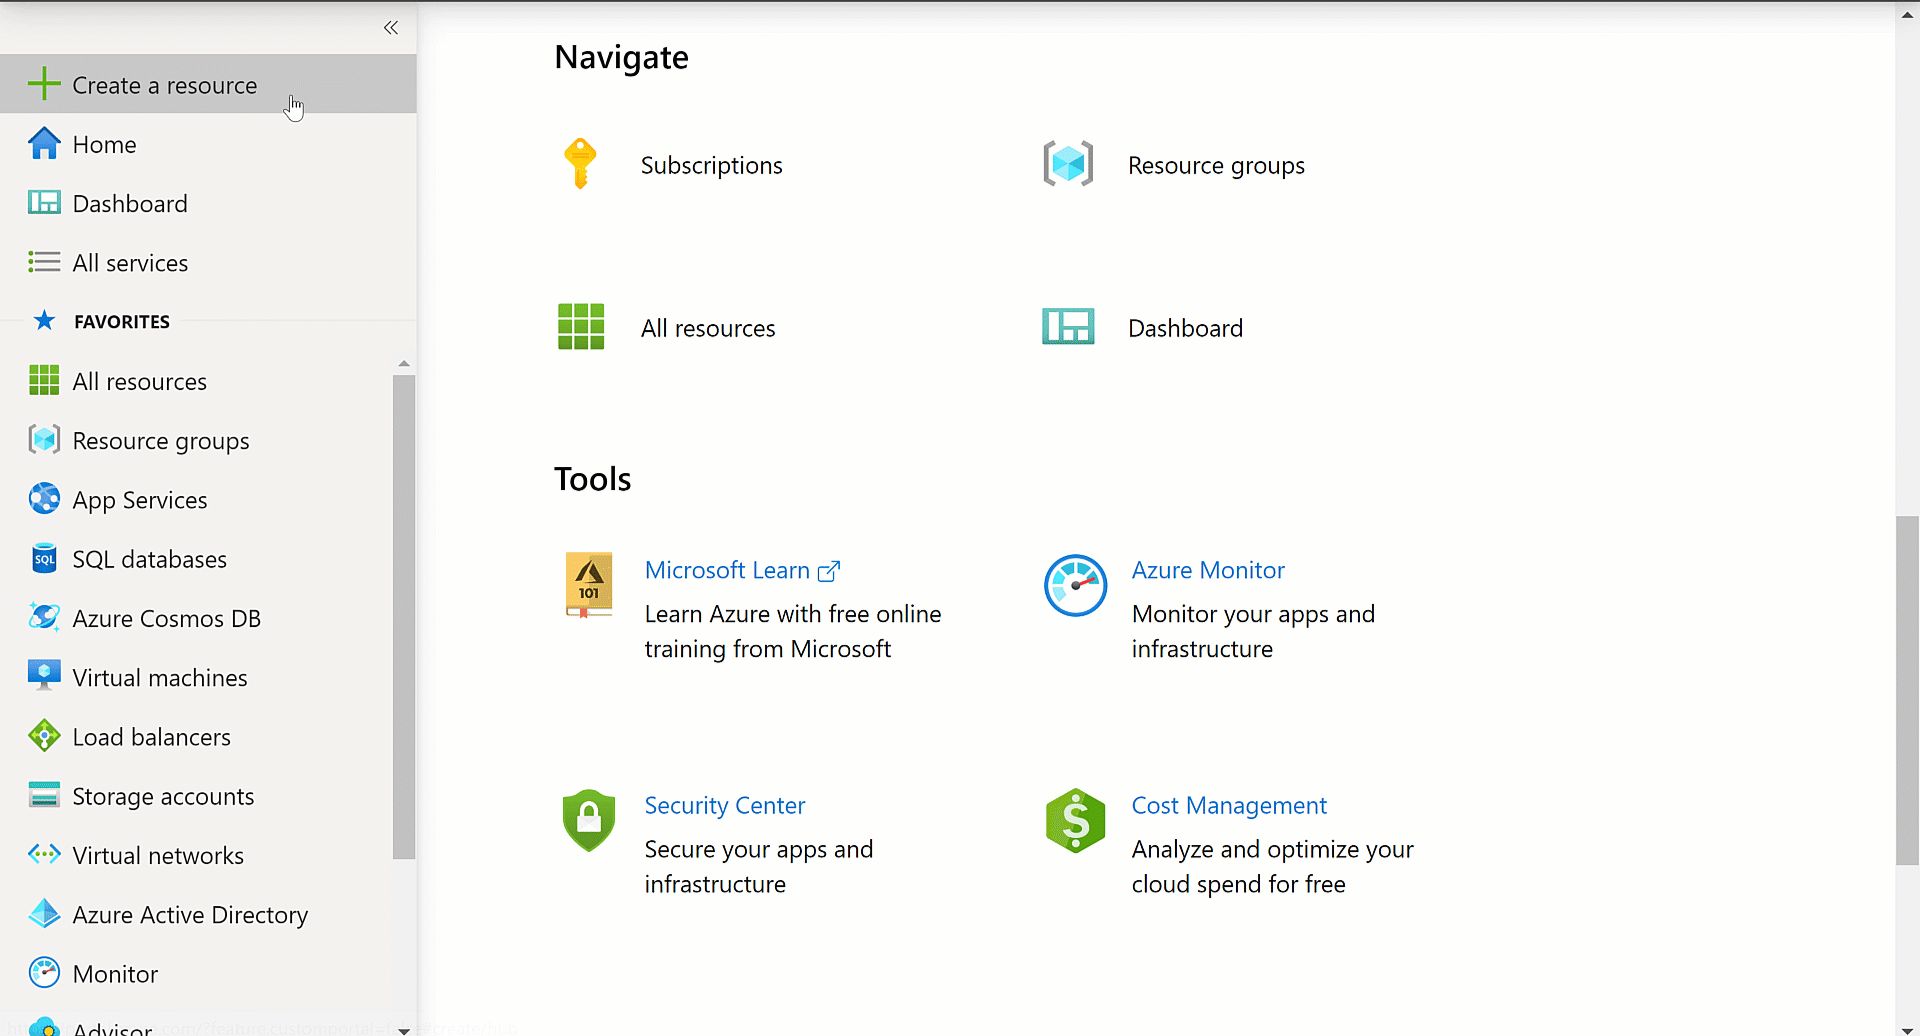 Create a resource
Home
Dashboard
All services
FAVORITES
All resources
Resource groups
App Services
SQL
SQL databases
Azure Cosmos DB
Virtual machines
Load balancers
Storage accounts
Virtual networks
Azure Active Directory
Monitor
Advisor
Navigate
Subscriptions
Resource groups
All resources
Dashboard
Tools
101
Microsoft Learn
Learn Azure with free online
training from Microsoft
Azure Monitor
Monitor your apps and
infrastructure
Security Center
Secure your apps and
infrastructure
Cost Management
Analyze and optimize your
cloud spend for free